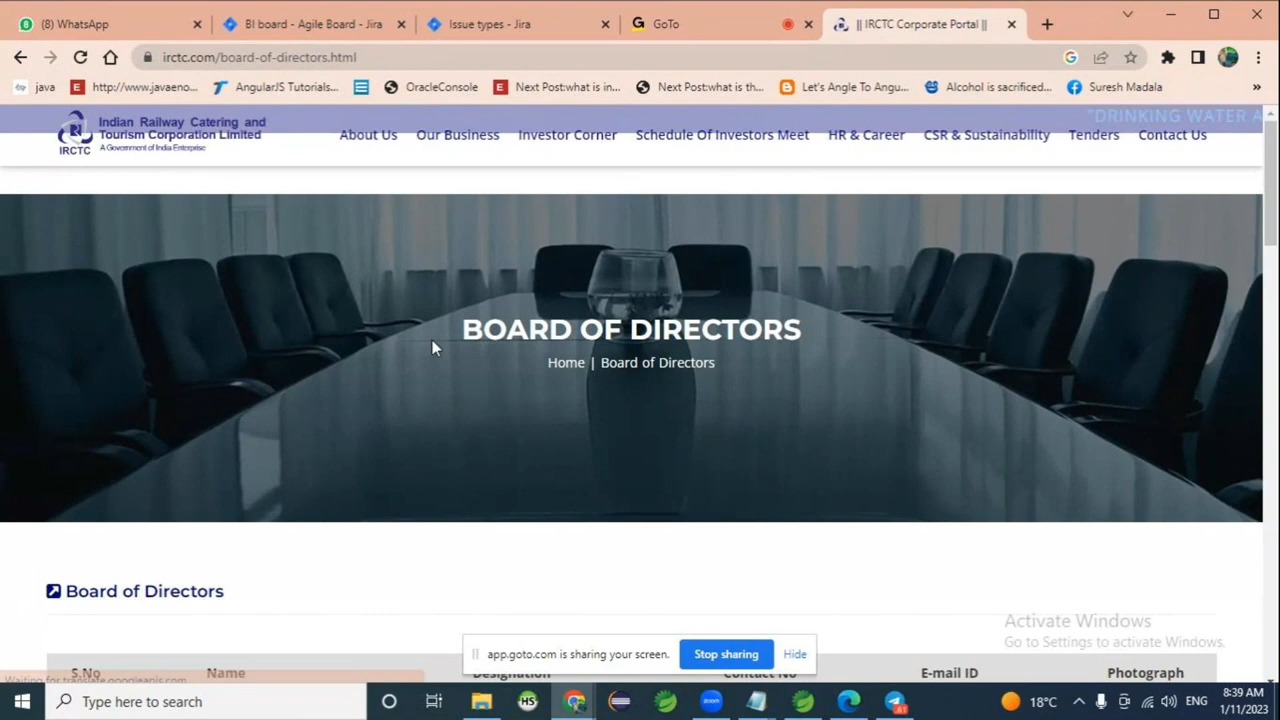 (8) WhatsApp
BI board - Agile Board - Jira
Issue types - Jira
GoTo
|| IRCTC Corporate Portal ||
irctc.com/board-of-directors.html
java
http://www.javaeno...
AngularJS Tutorials...
OracleConsole
Next Post:what is in...
Next Post:what is th...
Let's Angle To Angu...
Alcohol is sacrificed...
Suresh Madala
»
Indian Railway Catering and
Tourism Corporation Limited
A Government of India Enterprise
IRCTC
"DRINKING WATER A
About Us
Our Business
Investor Corner
Schedule Of Investors Meet
HR & Career
CSR & Sustainability
Tenders
Contact Us
BOARD OF DIRECTORS
Home | Board of Directors
Board of Directors
Activate Windows
Go to Settings to activate Windows.
app.goto.com is sharing your screen.
Stop sharing
Hide
S.No
Name
Designation
Contact No
E-mail ID
Photograph
Waiting for translate.googleapis.com...
Type here to search
HS
zoom
18°C
ENG
8:39 AM
1/11/2023